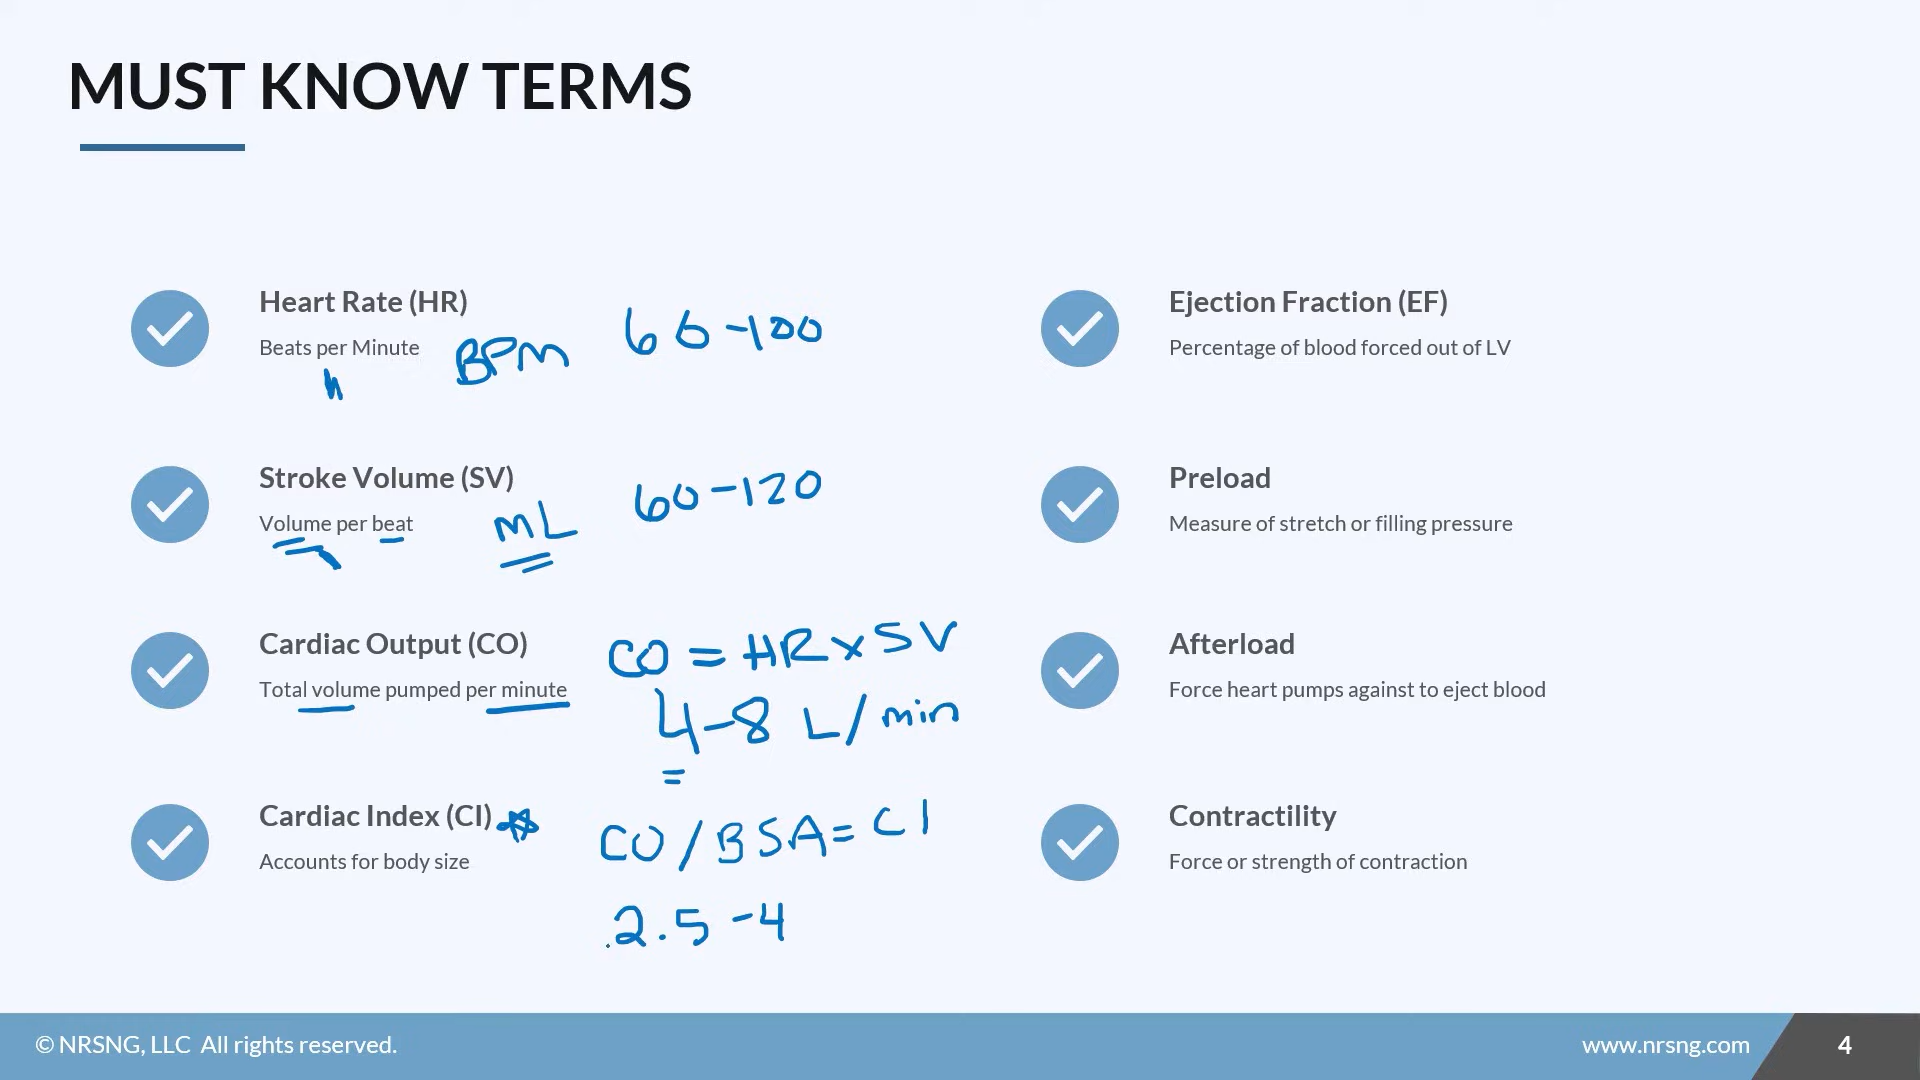 MUST KNOW TERMS
Heart Rate (HR)
Beats per Minute
BPM
60-100
Stroke Volume (SV)
Volume per beat
mL
60-120
Cardiac Output (CO)
Total volume pumped per minute
CO = HR x SV
4-8 L/min
=
Cardiac Index (CI)
Accounts for body size
CO/BSA = CI
2.5-4
Ejection Fraction (EF)
Percentage of blood forced out of LV
Preload
Measure of stretch or filling pressure
Afterload
Force heart pumps against to eject blood
Contractility
Force or strength of contraction
© NRSNG, LLC All rights reserved.
www.nrsng.com
4